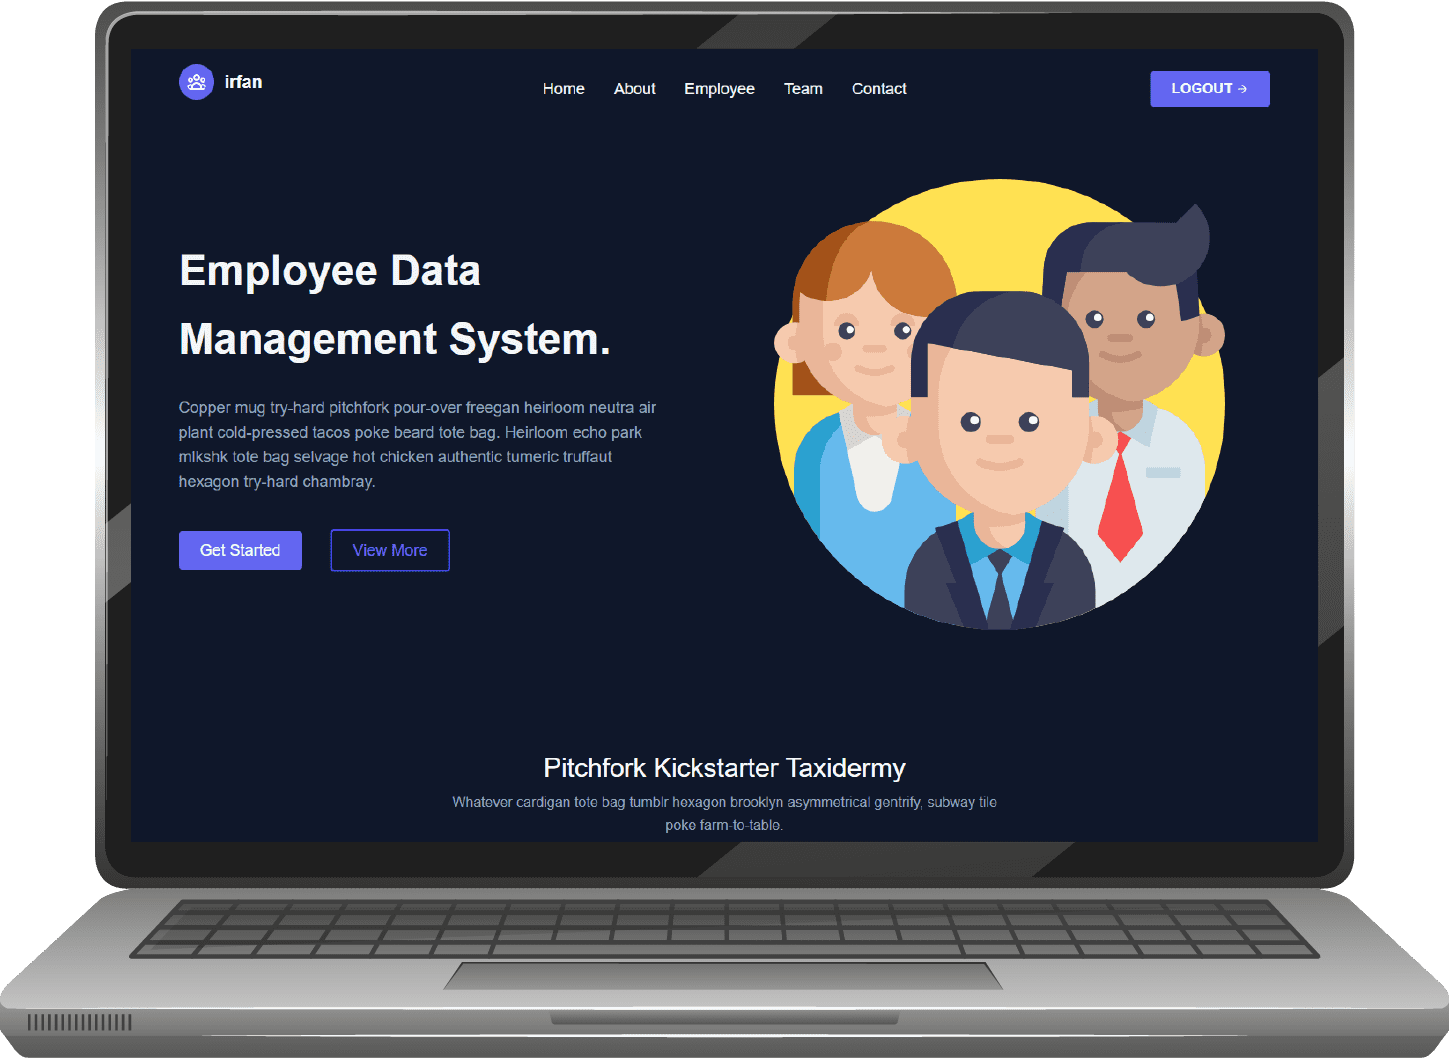 irfan
Home About Employee Team Contact
LOGOUT →
Employee Data
Management System.
Copper mug try-hard pitchfork pour-over freegan heirloom neutra air
plant cold-pressed tacos poke beard tote bag. Heirloom echo park
mlkshk tote bag selvage hot chicken authentic tumeric truffaut
hexagon try-hard chambray.
Get Started View More
Pitchfork Kickstarter Taxidermy
Whatever cardigan tote bag tumblr hexagon brooklyn asymmetrical gentrify, subway tile
poke farm-to-table.